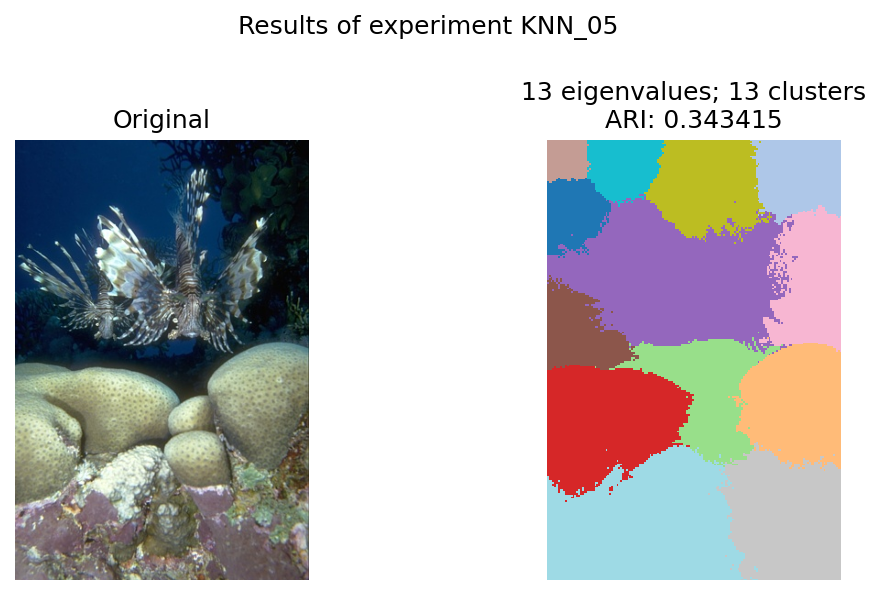 Results of experiment KNN_05
Original
13 eigenvalues; 13 clusters
ARI: 0.343415